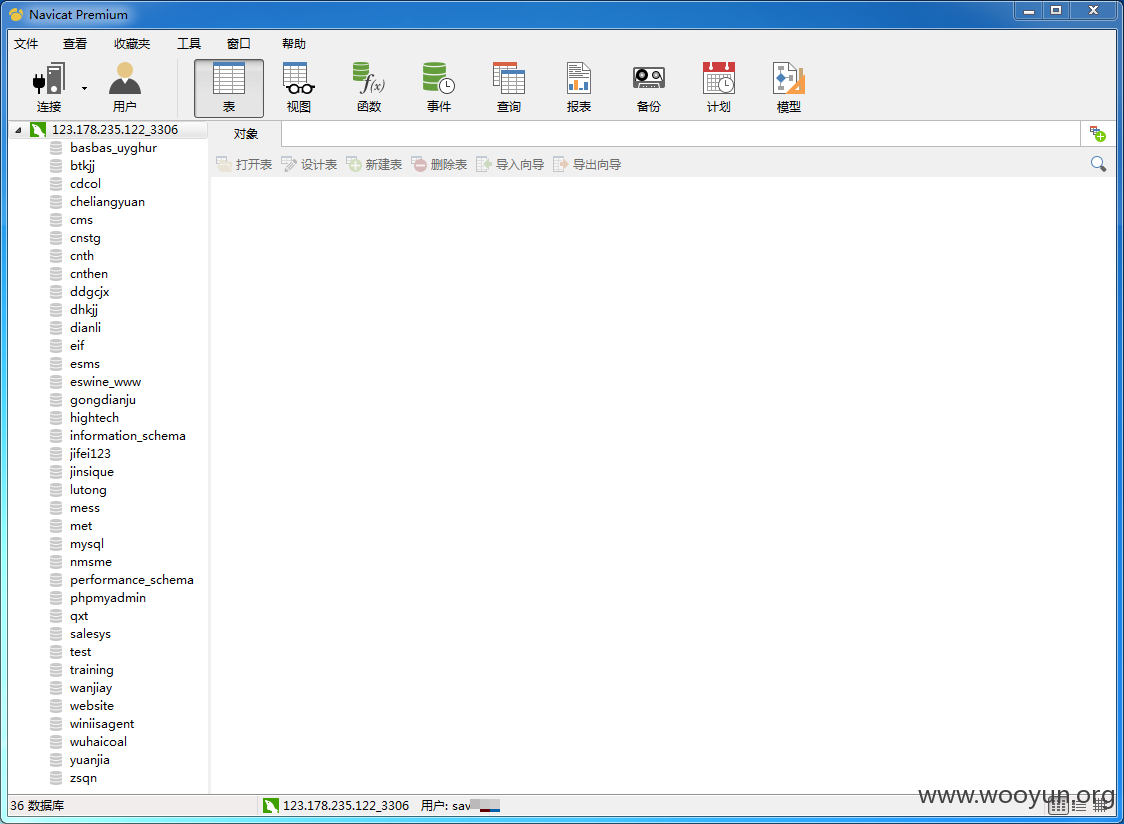 Navicat Premium
文件 查看 收藏夹 工具 窗口 帮助
连接 用户 表 视图 函数 事件 查询 报表 备份 计划 模型
123.178.235.122_3306
对象
打开表 设计表 新建表 删除表 导入向导 导出向导
basbas_uyghur
btkjj
cdcol
cheliangyuan
cms
cnstg
cnth
cnthen
ddgcjx
dhkjj
dianli
eif
esms
eswine_www
gongdianju
hightech
information_schema
jifei123
jinsique
lutong
mess
met
mysql
nmsme
performance_schema
phpmyadmin
qxt
salesys
test
training
wanjiay
website
winiisagent
wuhaicoal
yuanjia
zsqn
36 数据库 123.178.235.122_3306 用户: sav
www.wooyun.org